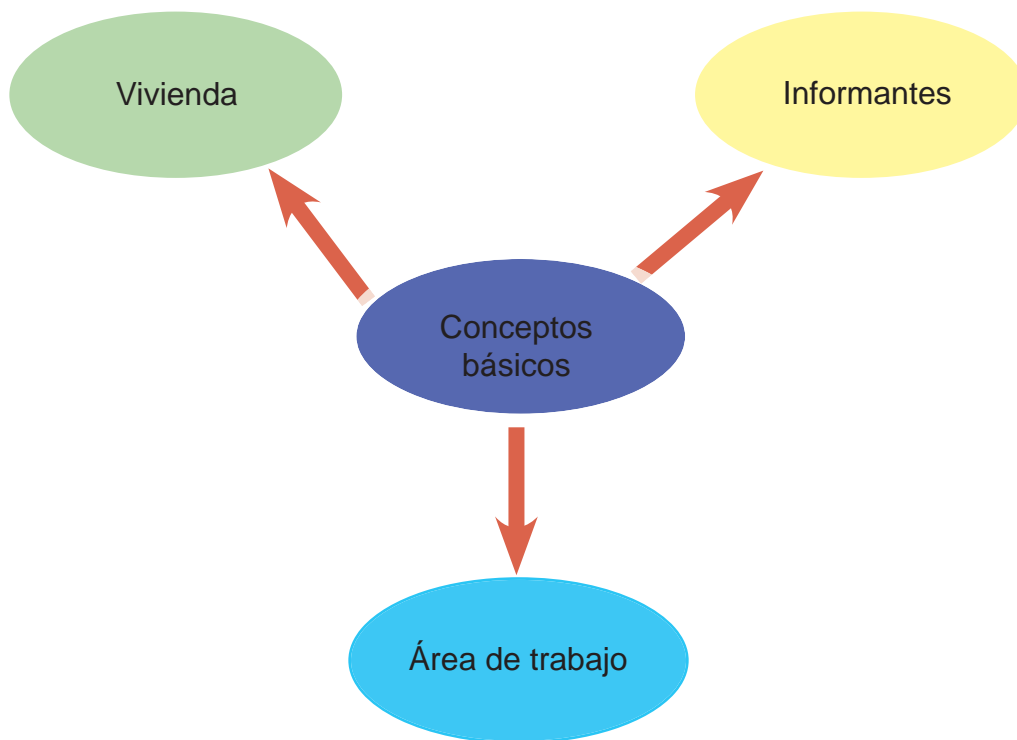 Vivienda
Informantes
Conceptos
básicos
Área de trabajo